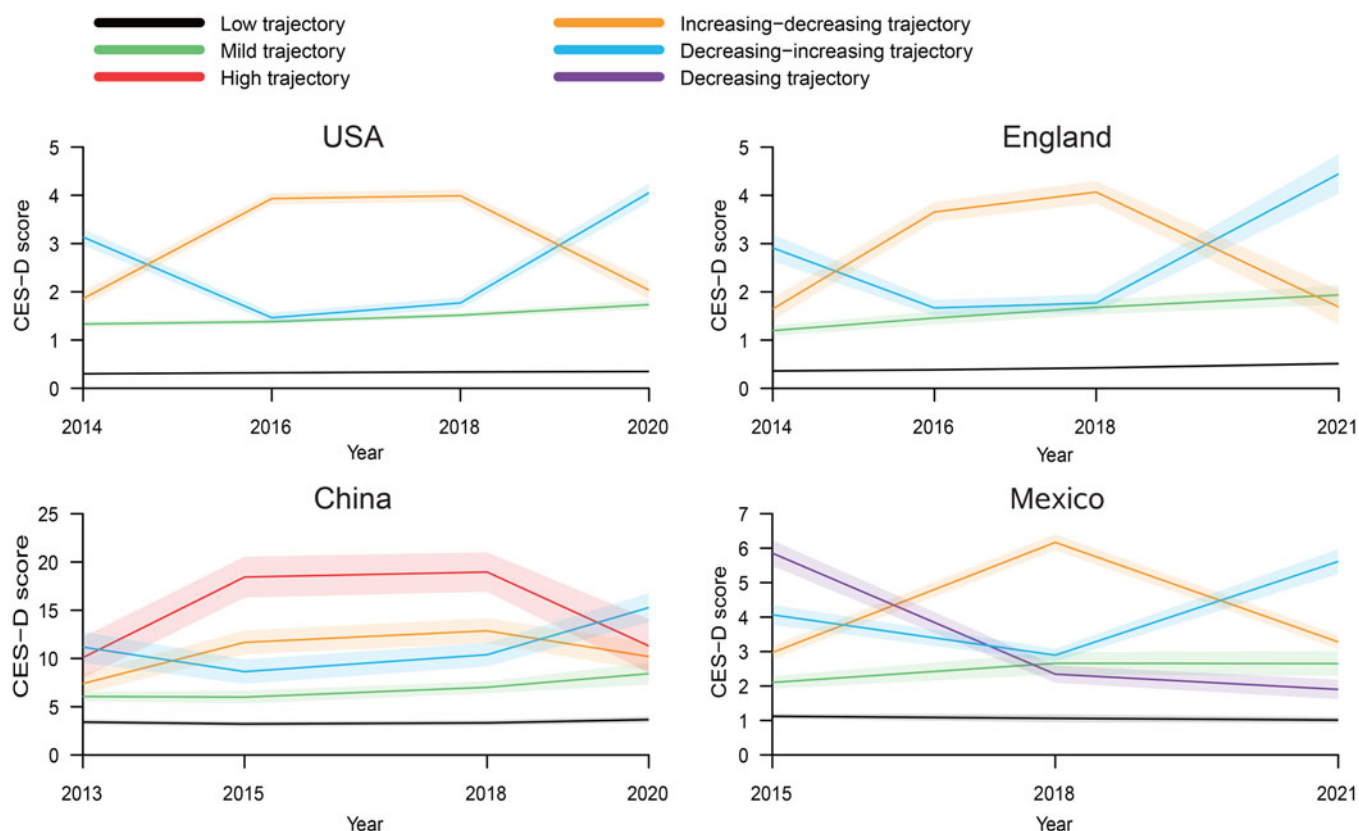 Low trajectory
Mild trajectory
High trajectory
Increasing−decreasing trajectory
Decreasing−increasing trajectory
Decreasing trajectory
USA
5
4
3
2
1
0
CES−D score
2014 2016 2018 2020
Year
England
5
4
3
2
1
0
CES−D score
2014 2016 2018 2021
Year
China
25
20
15
10
5
0
CES−D score
2013 2015 2018 2020
Year
Mexico
7
6
5
4
3
2
1
0
CES−D score
2015 2018 2021
Year